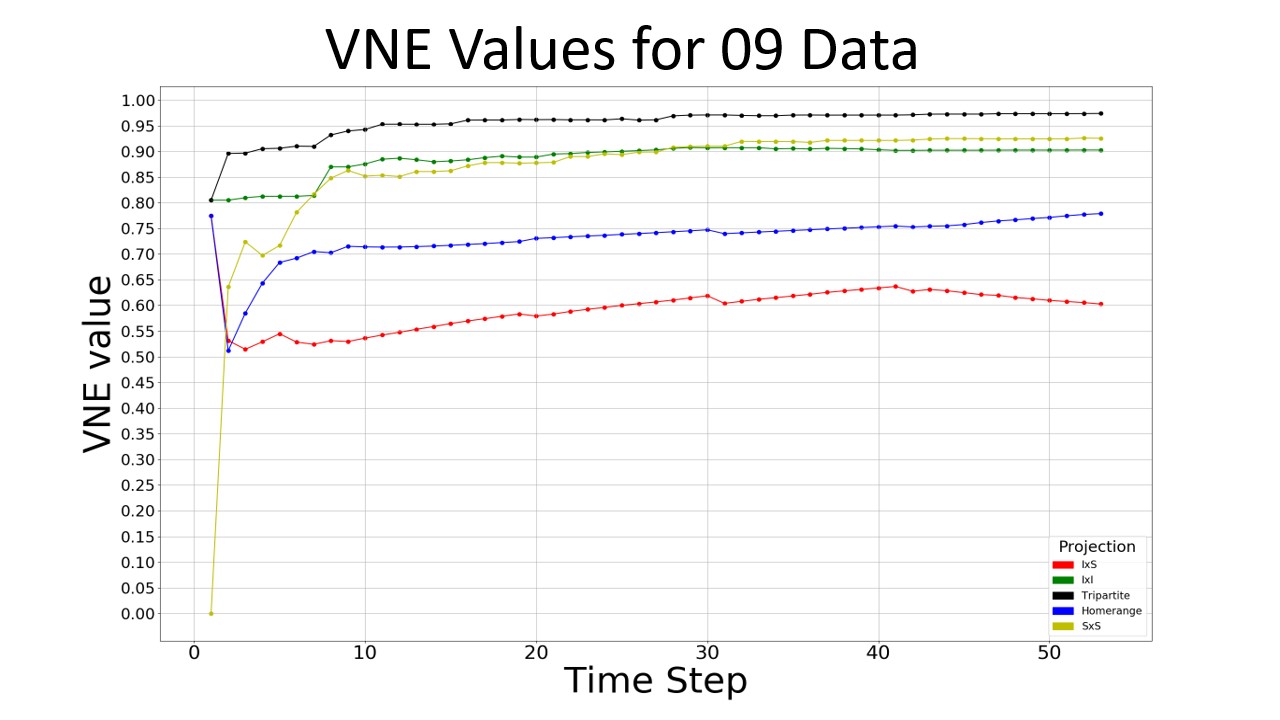 VNE Values for 09 Data
VNE value
1.00
0.95
0.90
0.85
0.80
0.75
0.70
0.65
0.60
0.55
0.50
0.45
0.40
0.35
0.30
0.25
0.20
0.15
0.10
0.05
0.00
Projection
IxS
IxI
Tripartite
Homerange
SxS
0 10 20 30 40 50
Time Step